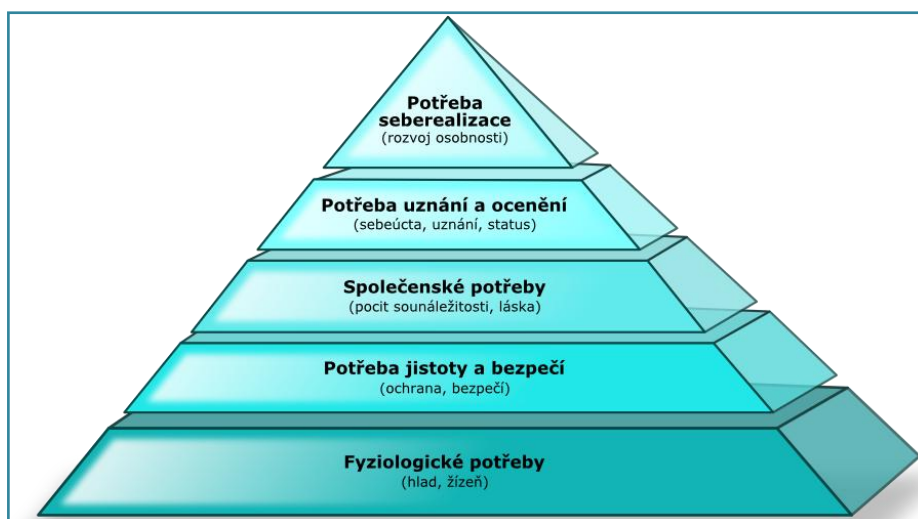 Potřeba
seberealizace
(rozvoj osobnosti)
Potřeba uznání a ocenění
(sebeúcta, uznání, status)
Společenské potřeby
(pocit sounáležitosti, láska)
Potřeba jistoty a bezpečí
(ochrana, bezpečí)
Fyziologické potřeby
(hlad, žízeň)